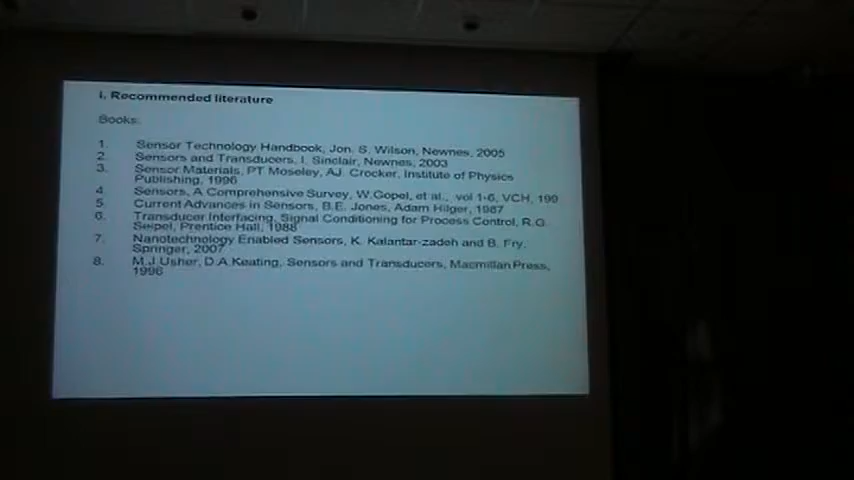 I. Recommended literature
Books:
1. Sensor Technology Handbook, Jon. S. Wilson, Newnes, 2005
2. Sensors and Transducers, I. Sinclair, Newnes, 2003
3. Sensor Materials, PT Moseley, AJ. Crocker, Institute of Physics
Publishing, 1996
4. Sensors, A Comprehensive Survey, W.Gopel, et al., vol 1-6, VCH, 199
5. Current Advances in Sensors, B.E. Jones, Adam Hilger, 1987
6. Transducer Interfacing, Signal Conditioning for Process Control, R.G.
Seipel, Prentice Hall, 1988
7. Nanotechnology Enabled Sensors, K. Kalantar-zadeh and B. Fry,
Springer, 2007
8. M.J.Usher, D.A.Keating, Sensors and Transducers, Macmillan Press,
1996